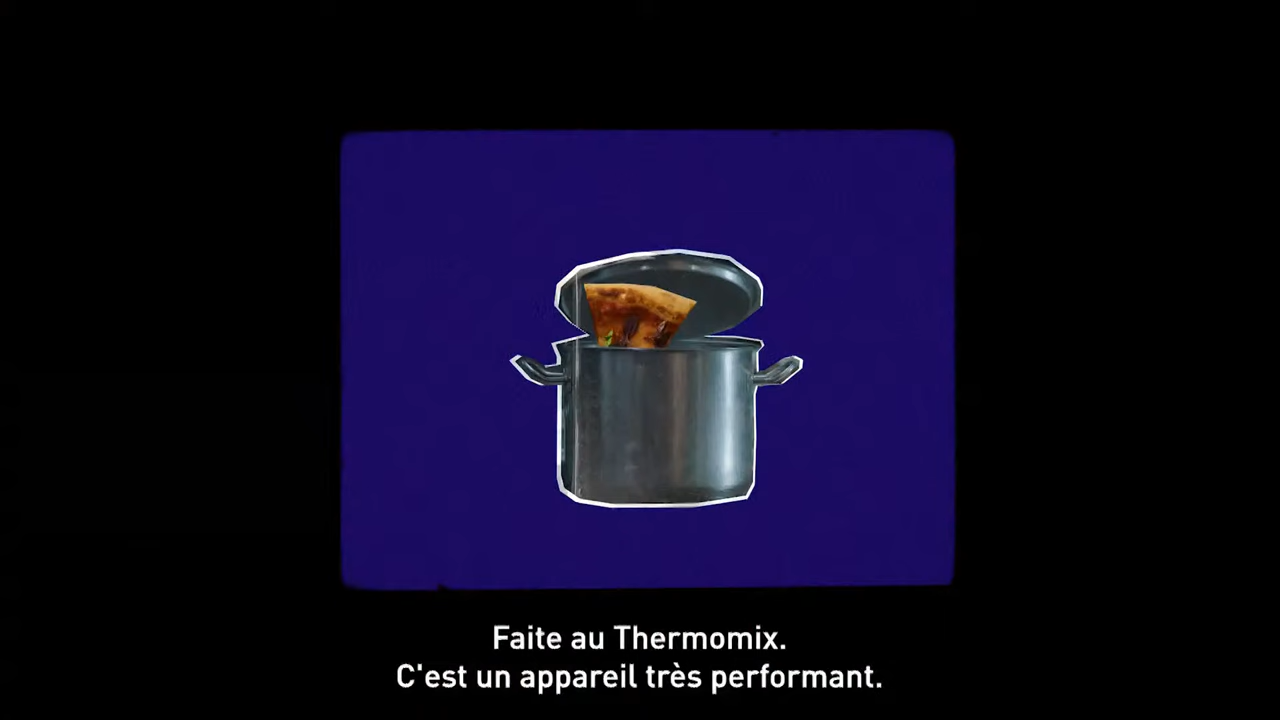 Faite au Thermomix.
C'est un appareil très performant.